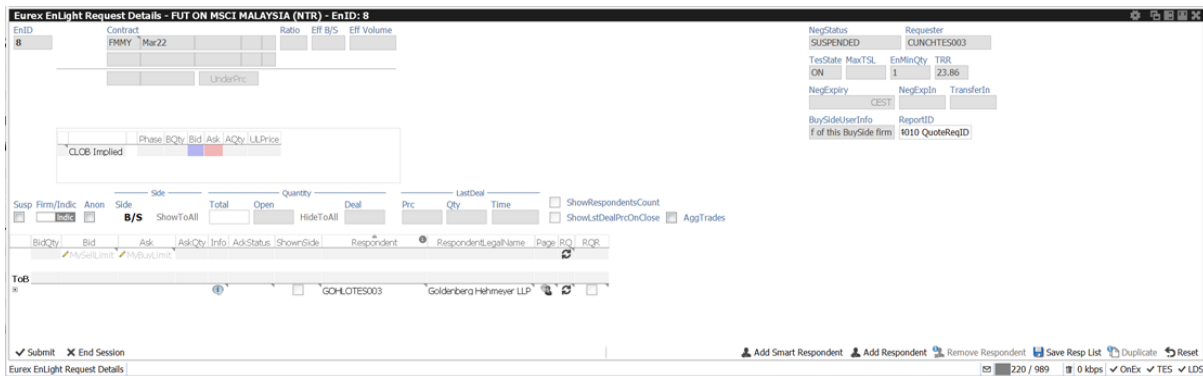 Eurex EnLight Request Details - FUT ON MSCI MALAYSIA (NTR) - EnID: 8
EnID Contract Ratio Eff B/S Eff Volume NegStatus Requester
8 FMMY Mar22 SUSPENDED CUNCHTES003
TesState MaxTSL EnMinQty TRR
ON 1 23.86
UnderPrc
NegExpiry NegExpIn TransferIn
CEST
BuySideUserInfo ReportID
f of this BuySide firm 4010 QuoteReqID
Phase BQty Bid Ask AQty ULPrice
CLOB Implied
Side Quantity LastDeal
Susp Firm/Indic Anon Side Total Open Deal Prc Qty Time ShowRespondentsCount
Indic B/S ShowToAll HideToAll ShowLstDealPrcOnClose AggTrades
BidQty Bid Ask AskQty Info AckStatus ShownSide Respondent RespondentLegalName Page RQ RQR
MySellLimit MyBuyLimit
ToB
GOHLOTES003 Goldenberg Hehmeyer LLP
Submit End Session Add Smart Respondent Add Respondent Remove Respondent Save Resp List Duplicate Reset
Eurex EnLight Request Details 220 / 989 0 kbps OnEx TES LDS